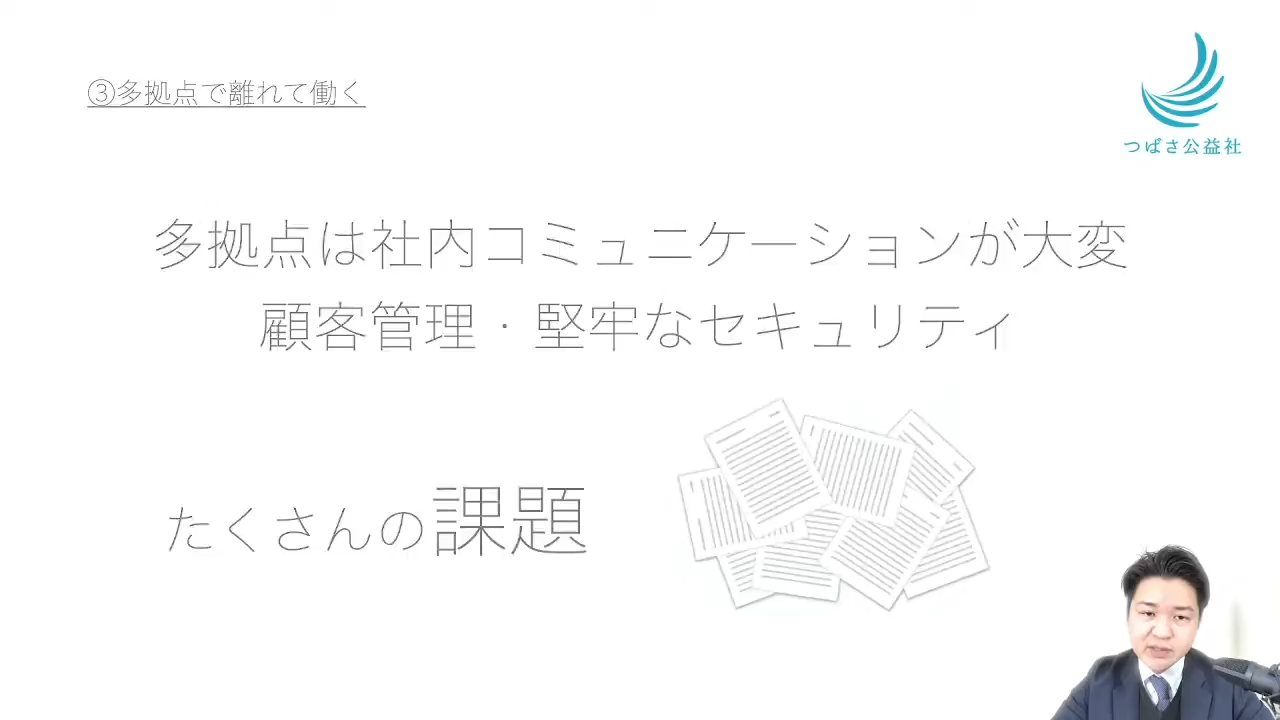 ③多拠点で離れて働く
つばさ公益社
多拠点は社内コミュニケーションが大変
顧客管理・堅牢なセキュリティ
たくさんの課題